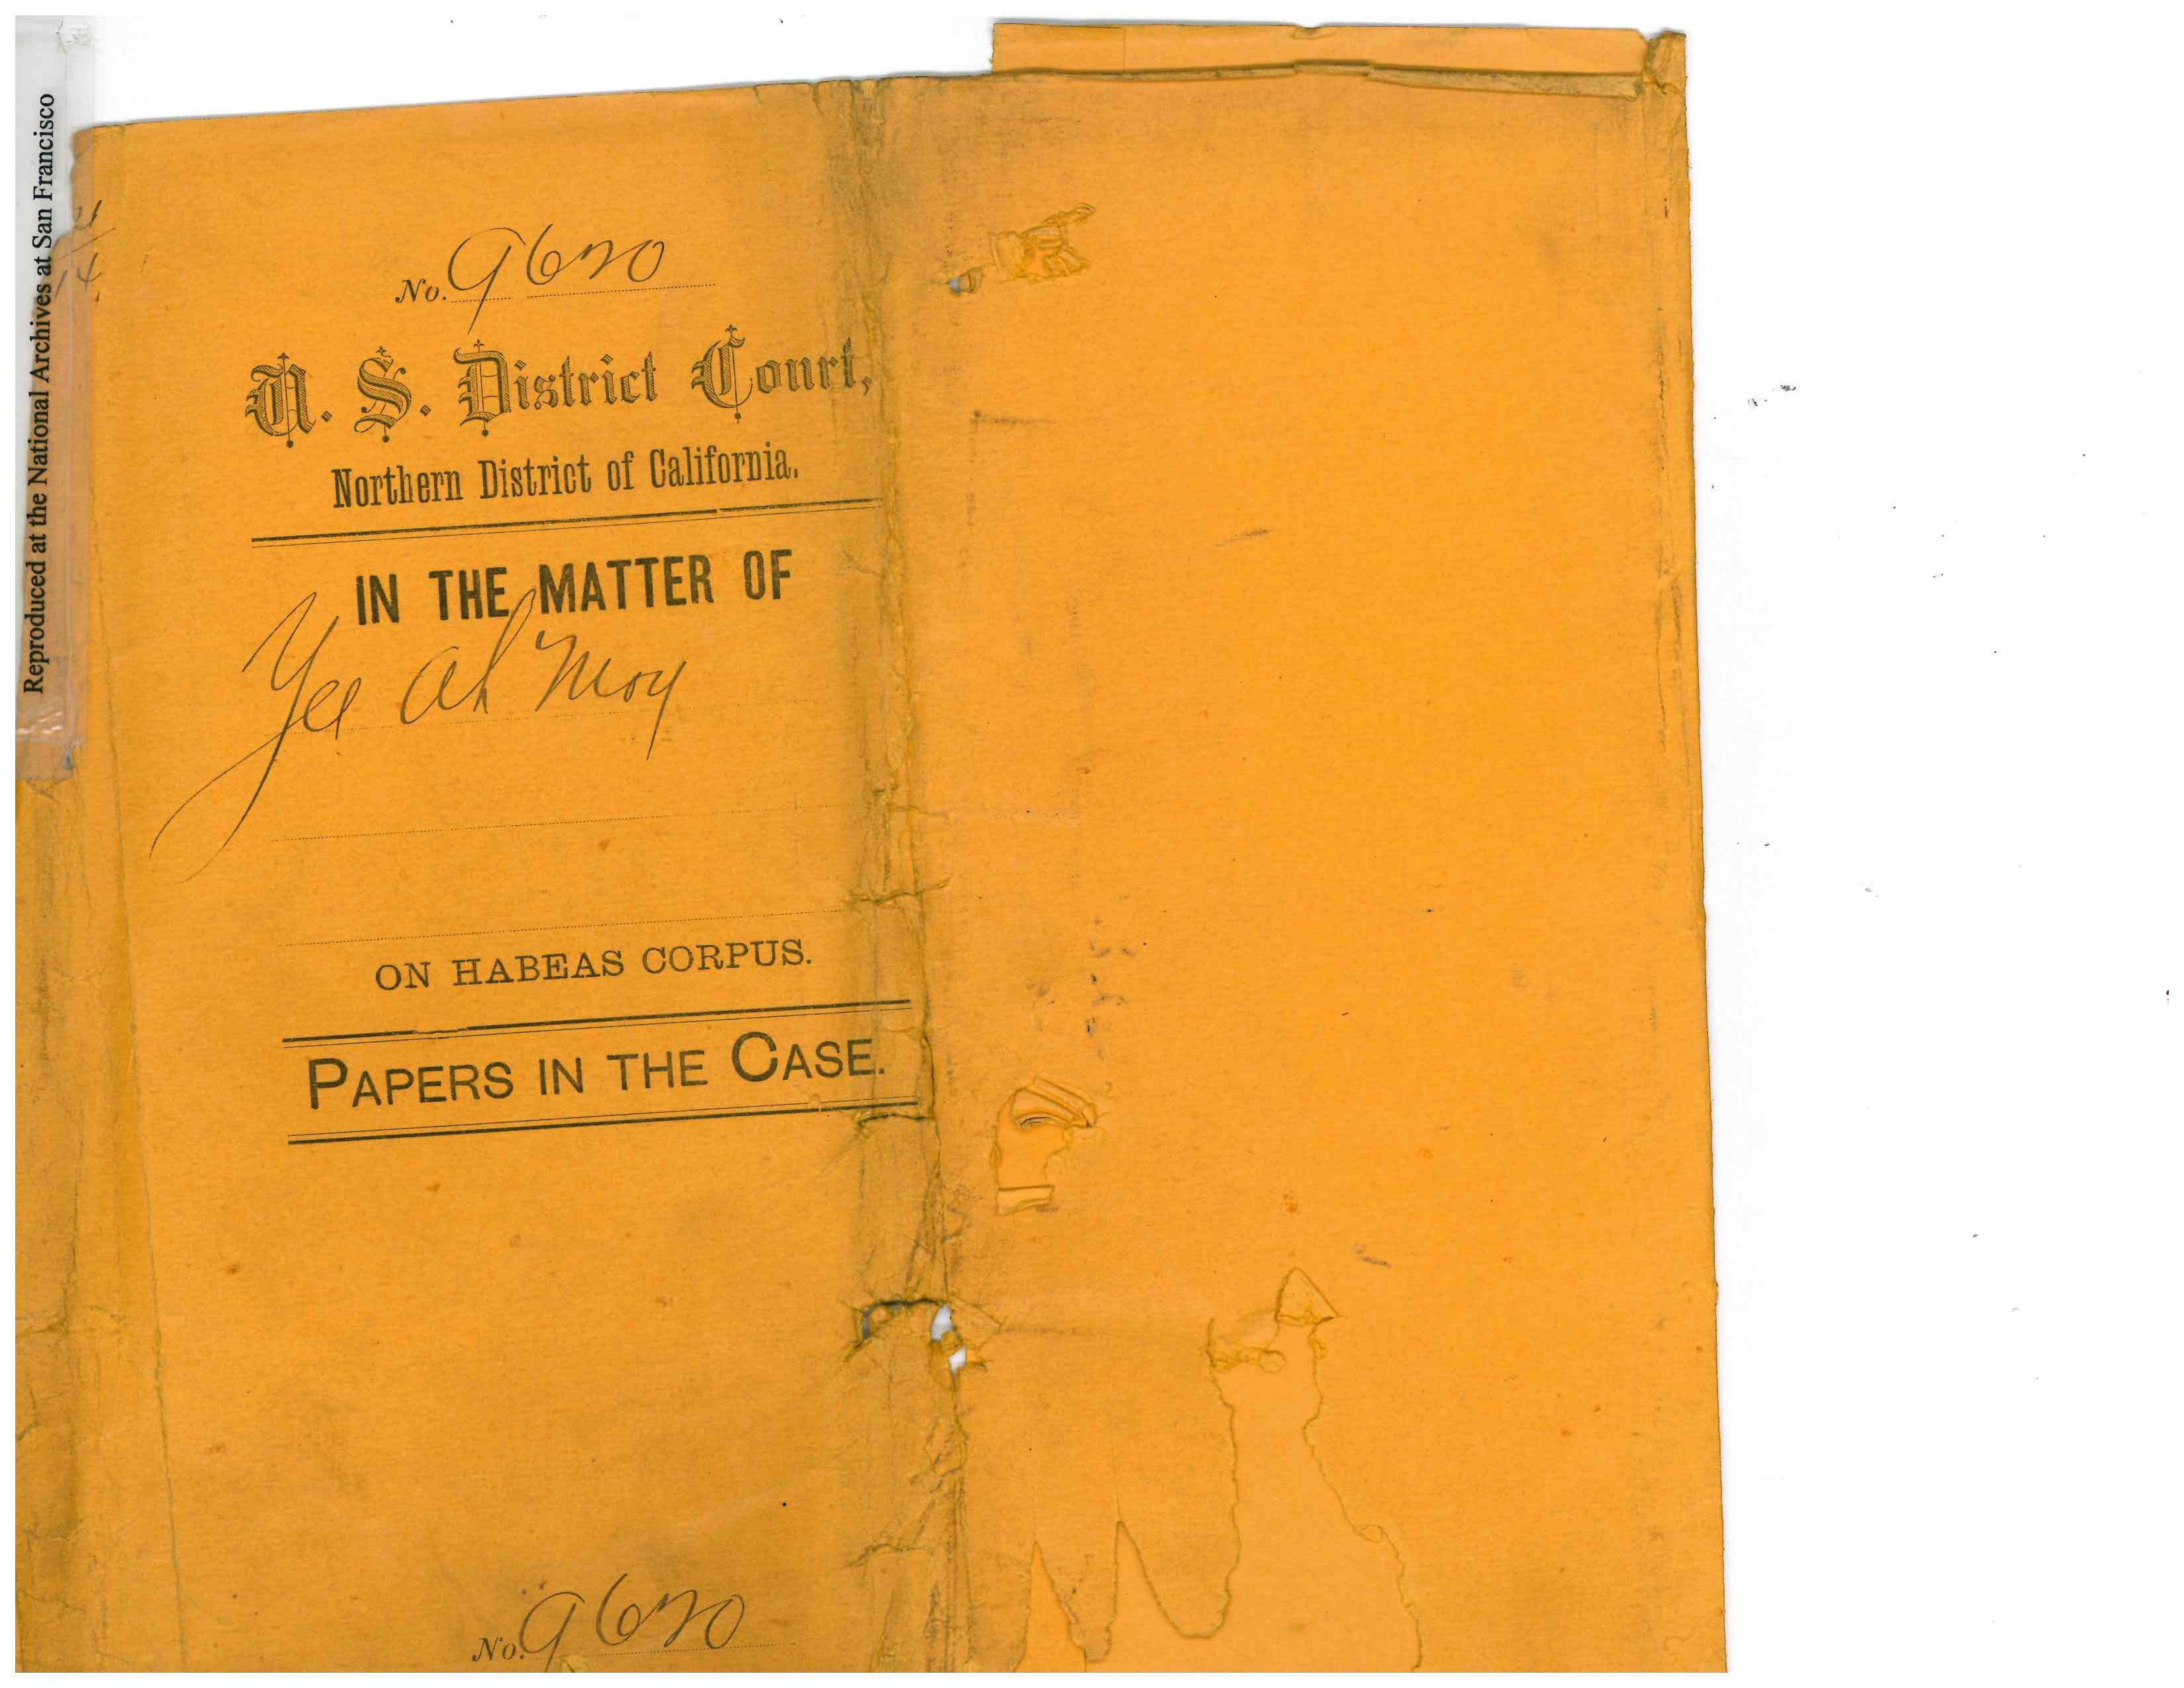 Reproduced at the National Archives at San Francisco
14.
No. 9620
U. S. District Court,
Northern District of California.
IN THE MATTER OF
Yee Ah Moy
ON HABEAS CORPUS.
PAPERS IN THE CASE.
No. 9620